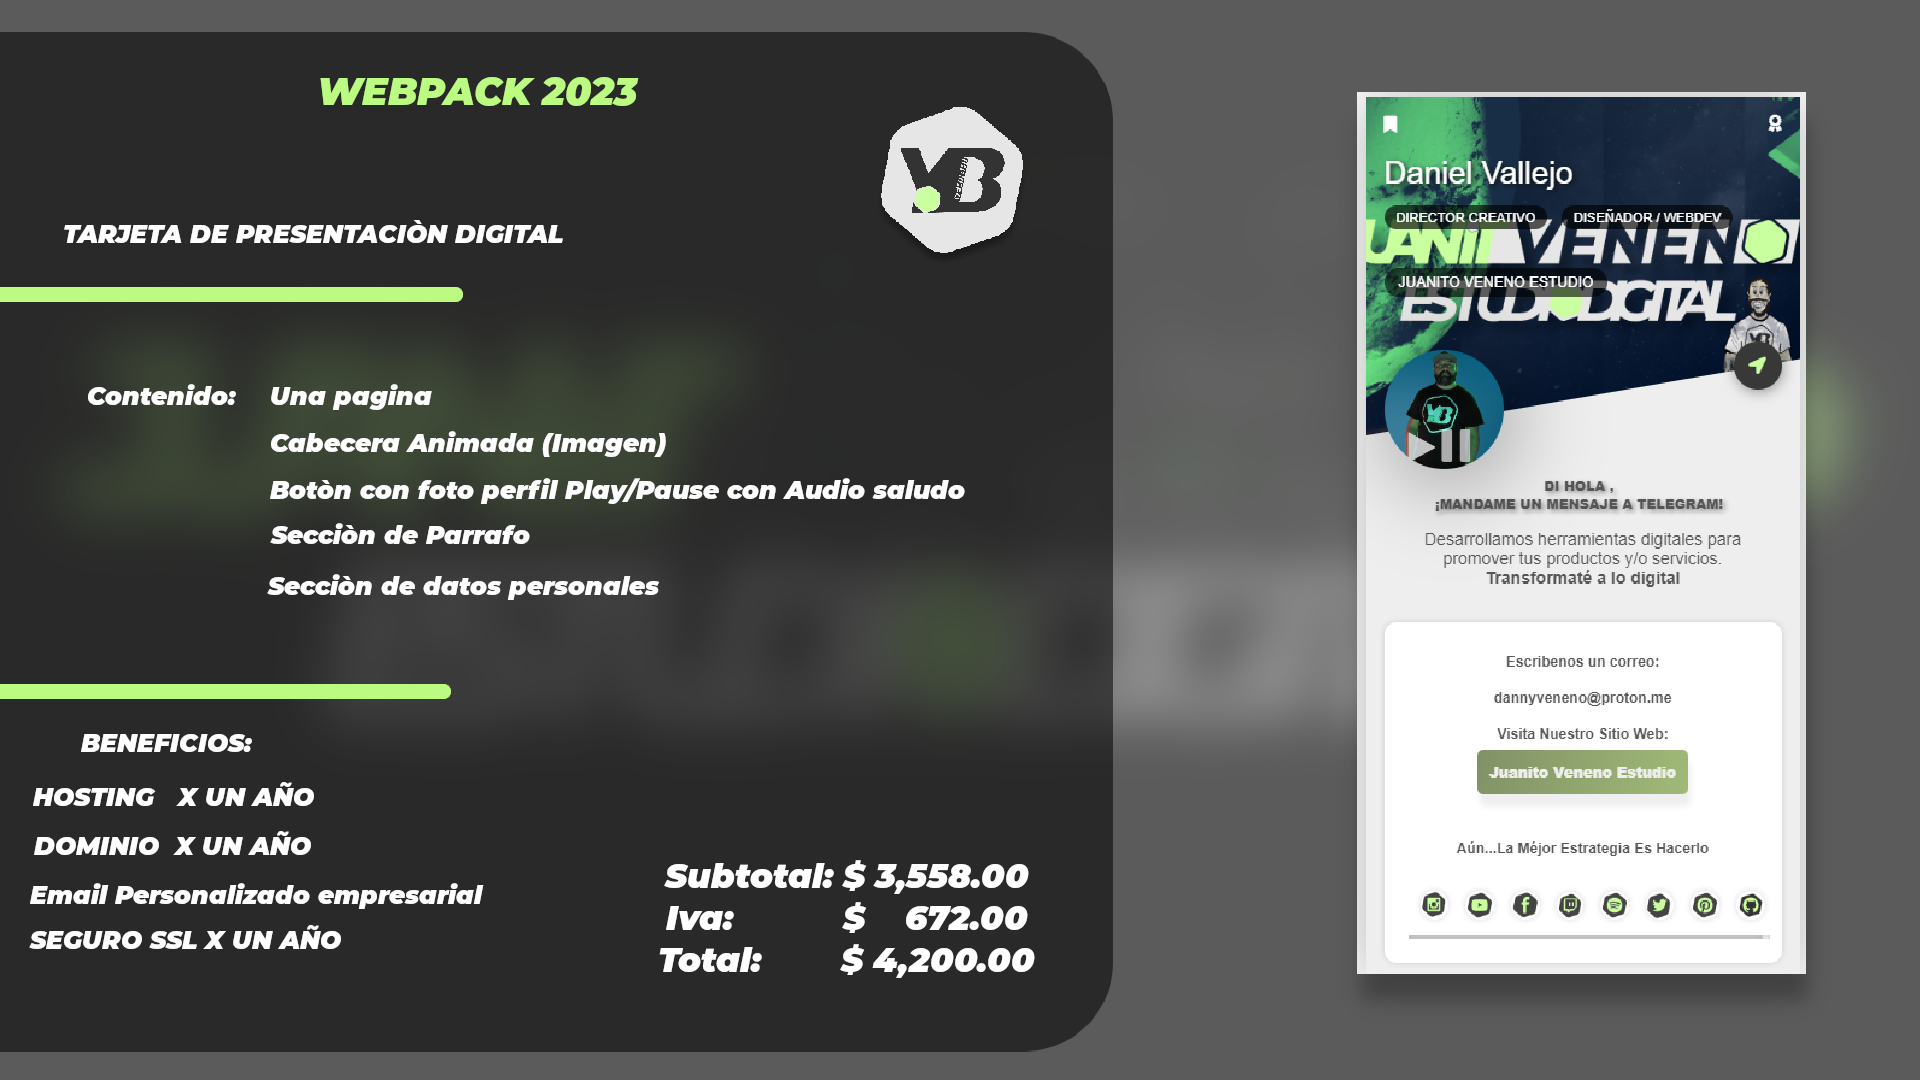 WEBPACK 2023
TARJETA DE PRESENTACIÒN DIGITAL
Contenido: Una pagina
Cabecera Animada (Imagen)
Botòn con foto perfil Play/Pause con Audio saludo
Secciòn de Parrafo
Secciòn de datos personales
BENEFICIOS:
HOSTING X UN AÑO
DOMINIO X UN AÑO
Email Personalizado empresarial
SEGURO SSL X UN AÑO
Subtotal: $ 3,558.00
Iva: $ 672.00
Total: $ 4,200.00
Daniel Vallejo
DIRECTOR CREATIVO
DISEÑADOR / WEBDEV
JUANITO VENENO ESTUDIO
ESTUDIO DIGITAL
DI HOLA ,
¡MANDAME UN MENSAJE A TELEGRAM!
Desarrollamos herramientas digitales para
promover tus productos y/o servicios.
Transformaté a lo digital
Escribenos un correo:
dannyveneno@proton.me
Visita Nuestro Sitio Web:
Juanito Veneno Estudio
Aún...La Méjor Estrategia Es Hacerlo